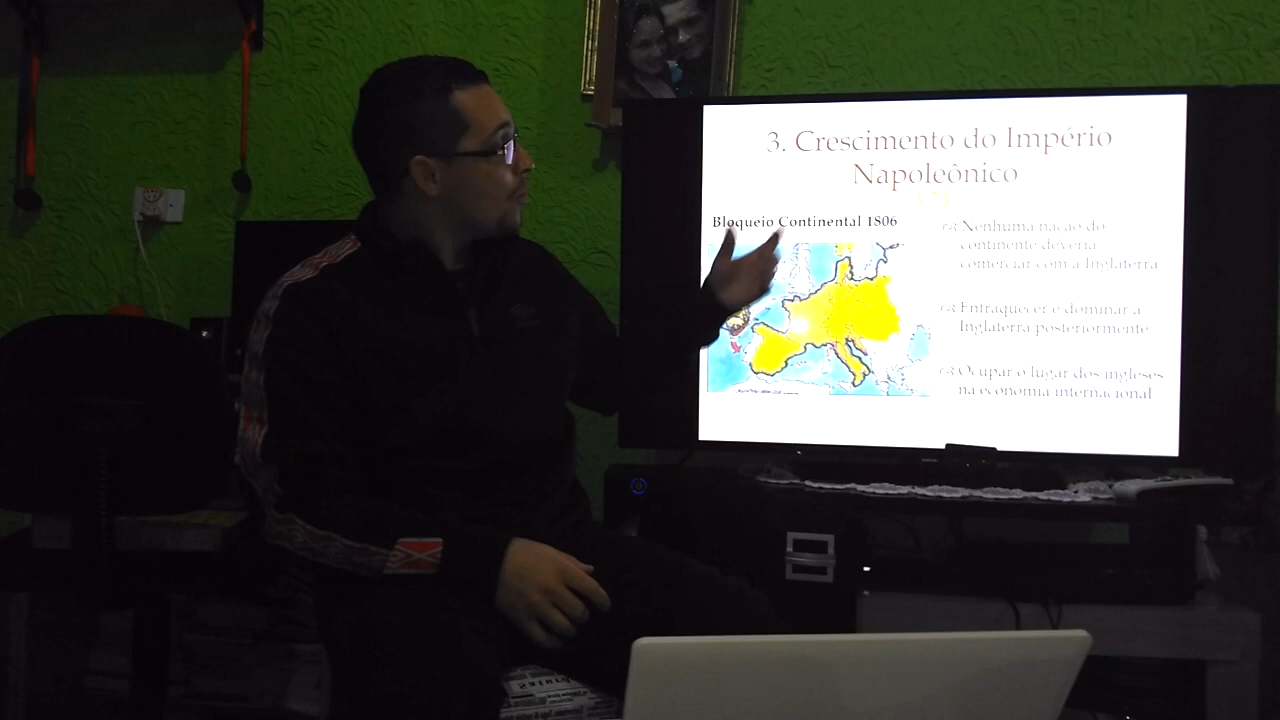 3. Crescimento do Império
Napoleônico
Bloqueio Continental 1806
Nenhuma nação do
continente deveria
comerciar com a Inglaterra
Enfraquecer e dominar a
Inglaterra posteriormente
Ocupar o lugar dos ingleses
na economia internacional